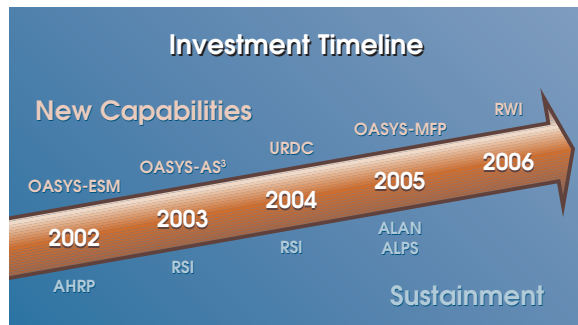 Investment Timeline
New Capabilities
OASYS-ESM
OASYS-AS³
URDC
OASYS-MFP
RWI
2002
2003
2004
2005
2006
AHRP
RSI
RSI
ALAN
ALPS
Sustainment